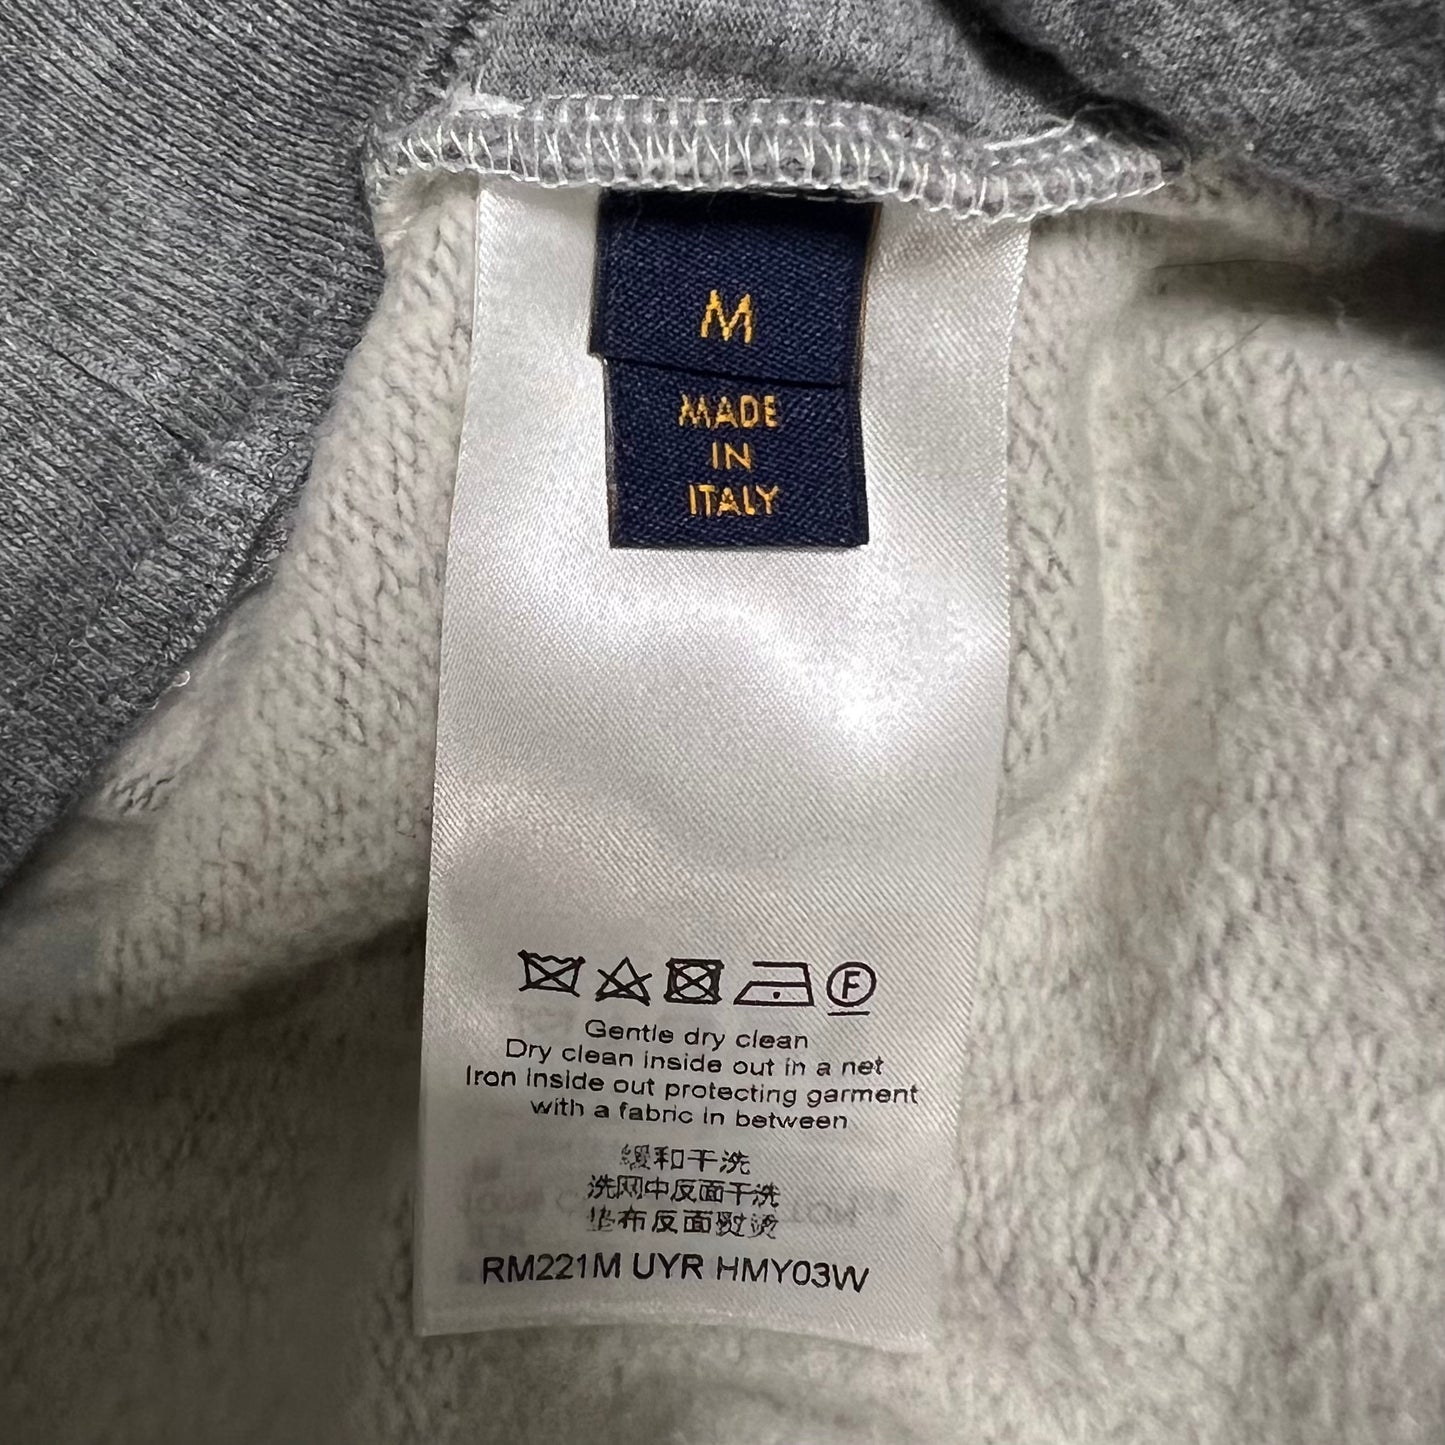 M
MADE
IN
ITALY
F
Gentle dry clean
Dry clean inside out in a net
Iron inside out protecting garment
with a fabric in between
缓和干洗
洗网中反面干洗
垫布反面熨烫
RM221M UYR HMY03W